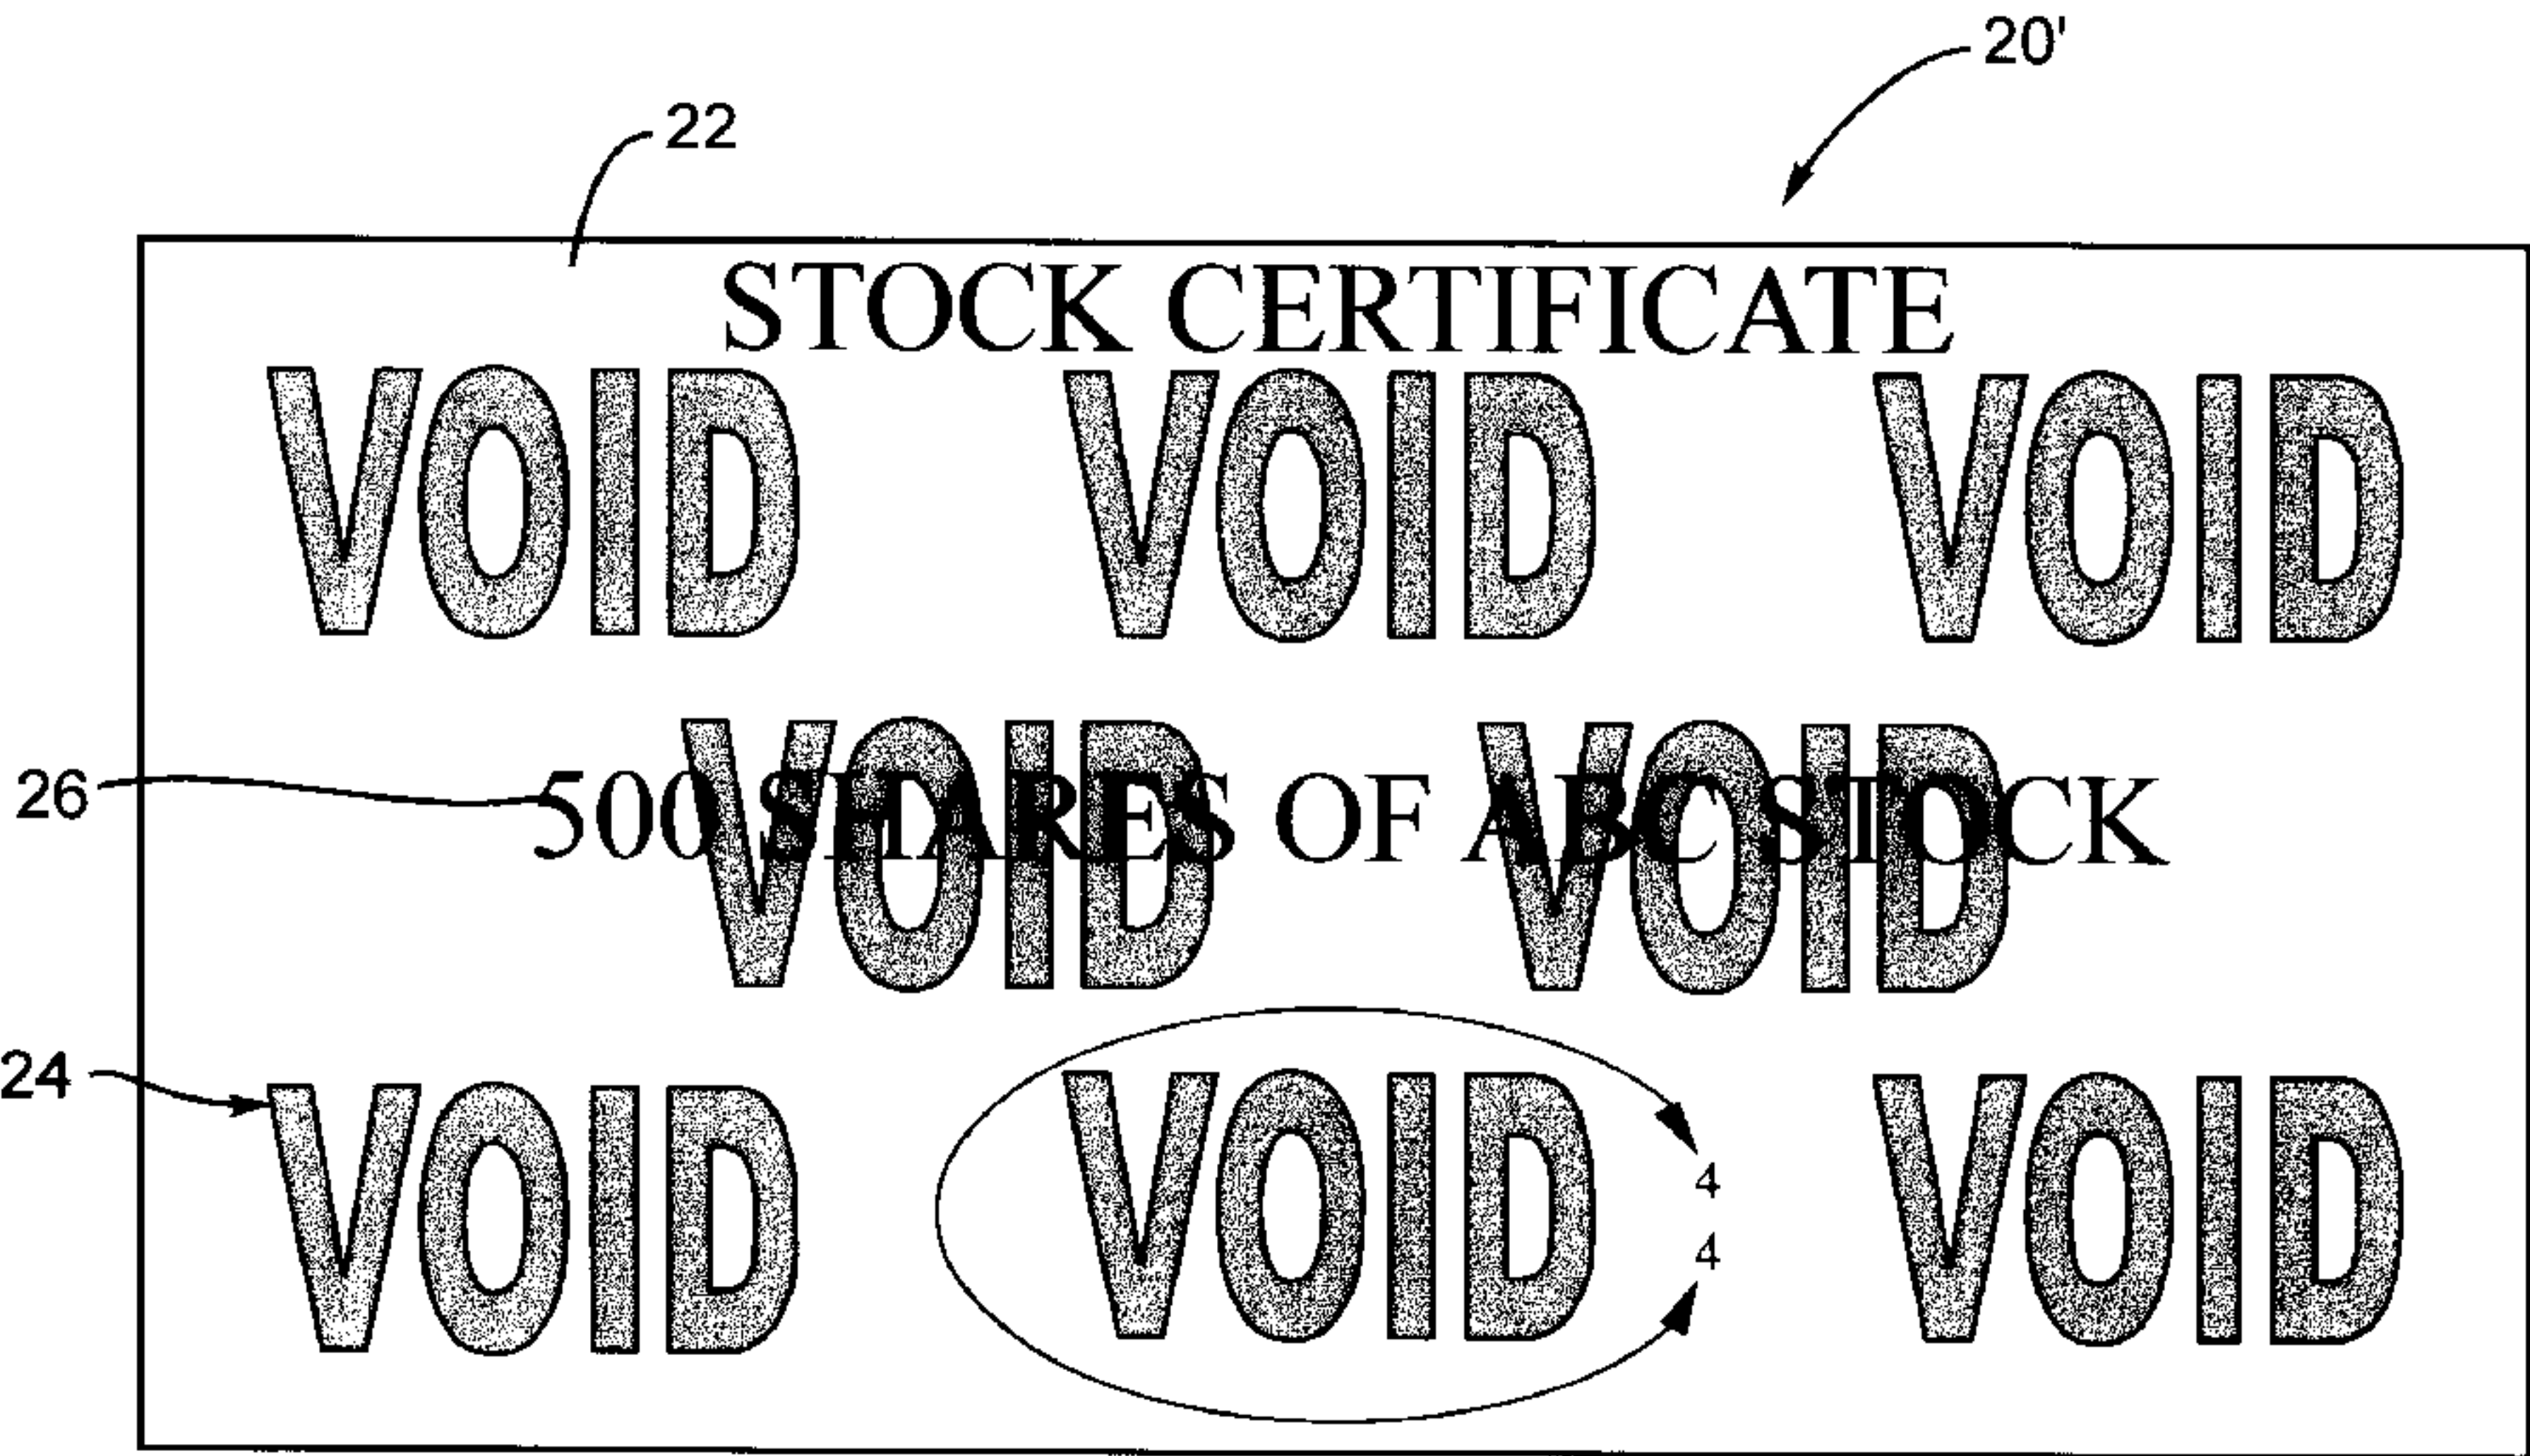 20'
22
STOCK CERTIFICATE
VOID VOID VOID
VOID VOID
26
500 SHARES OF ABC STOCK
24
VOID VOID VOID
4
4